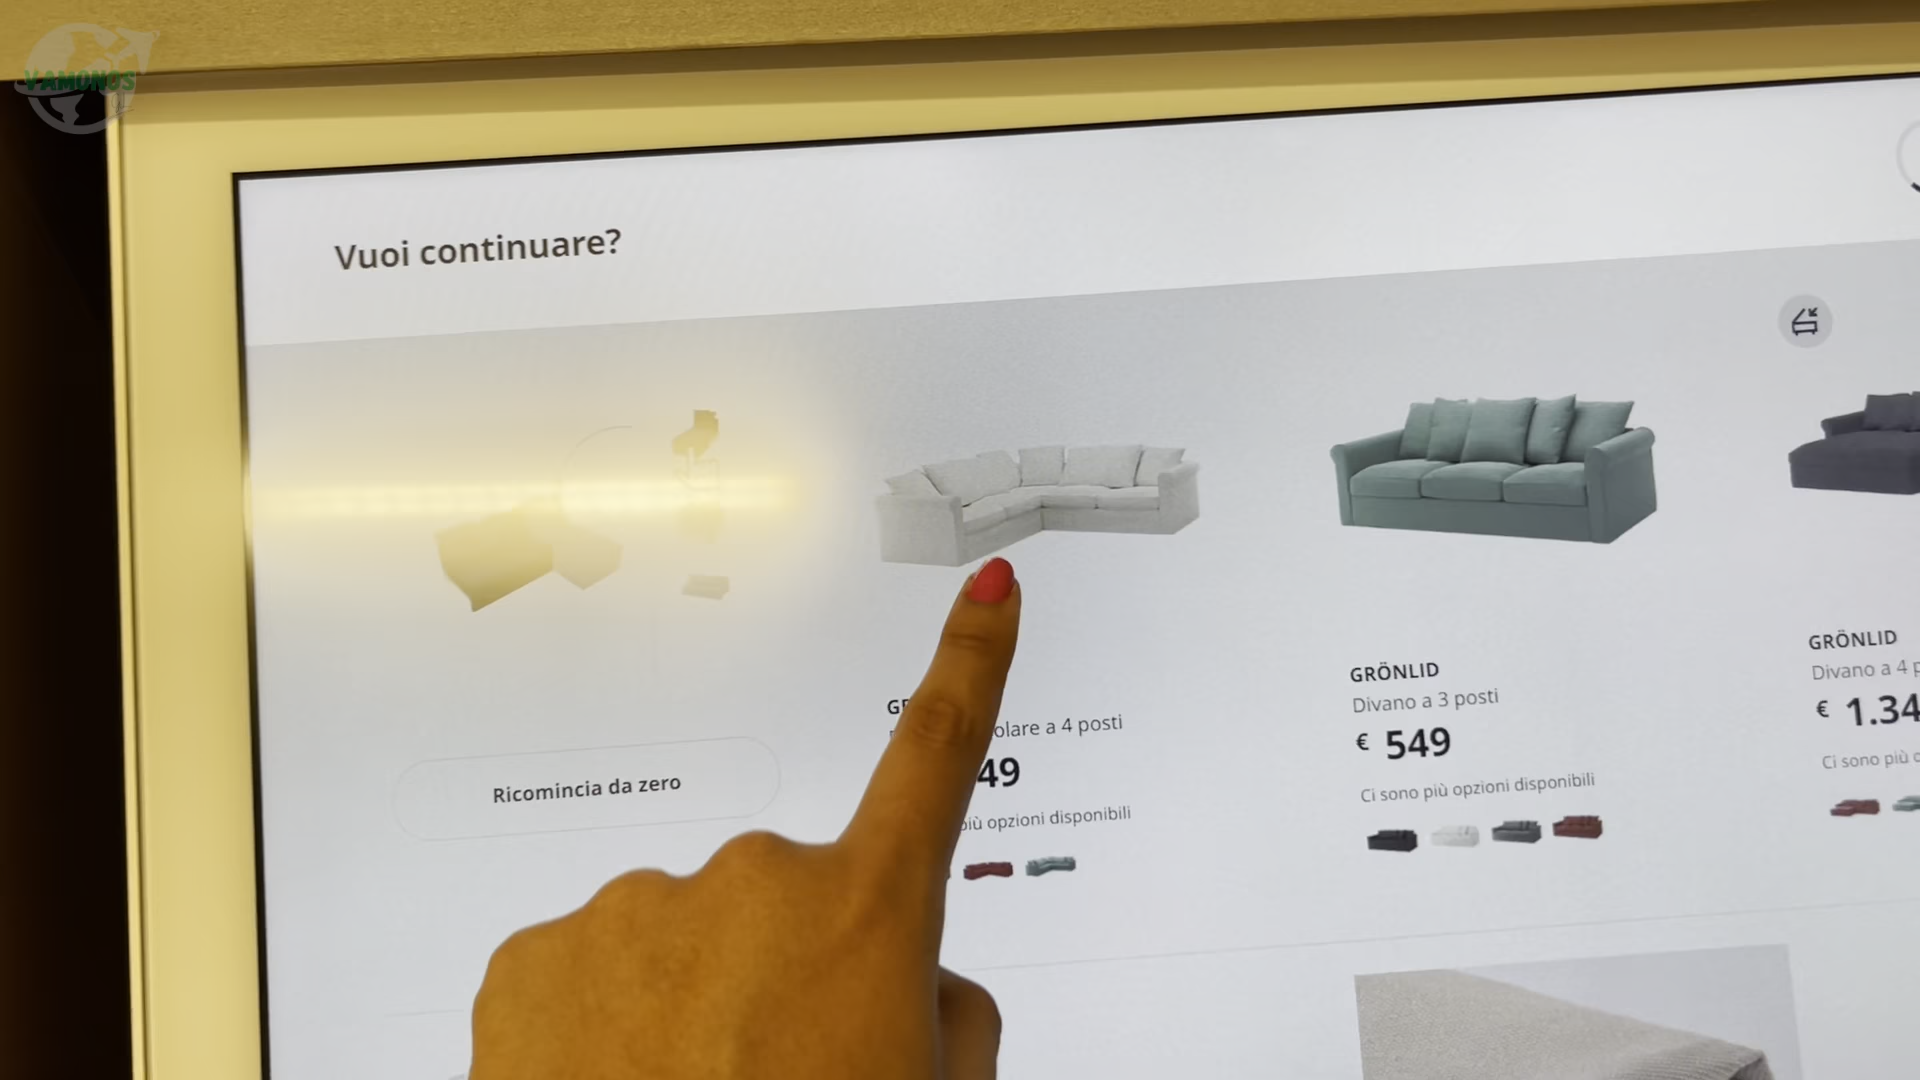 VAMONOS
Vuoi continuare?
Ricomincia da zero
olare a 4 posti
49
più opzioni disponibili
GRÖNLID
Divano a 3 posti
€ 549
Ci sono più opzioni disponibili
GRÖNLID
Divano a 4 p
€ 1.34
Ci sono più o